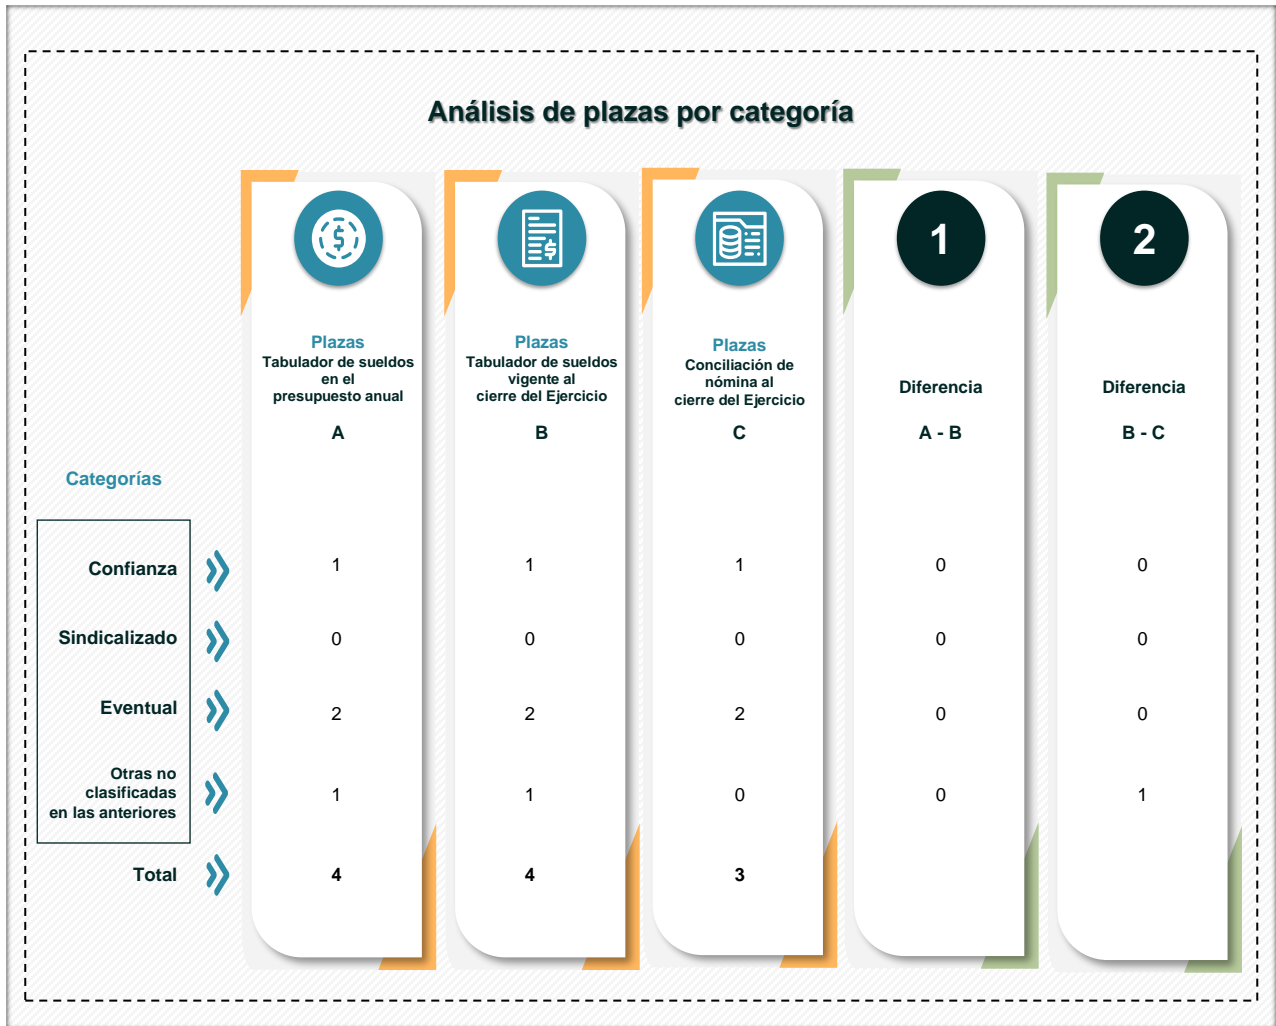 Análisis de plazas por categoría
1
2
Plazas
Tabulador de sueldos
en el
presupuesto anual
A
Plazas
Tabulador de sueldos
vigente al
cierre del Ejercicio
B
Plazas
Conciliación de
nómina al
cierre del Ejercicio
C
Diferencia
A - B
Diferencia
B - C
Categorías
Confianza 1 1 1 0 0
Sindicalizado 0 0 0 0 0
Eventual 2 2 2 0 0
Otras no
clasificadas
en las anteriores 1 1 0 0 1
Total 4 4 3